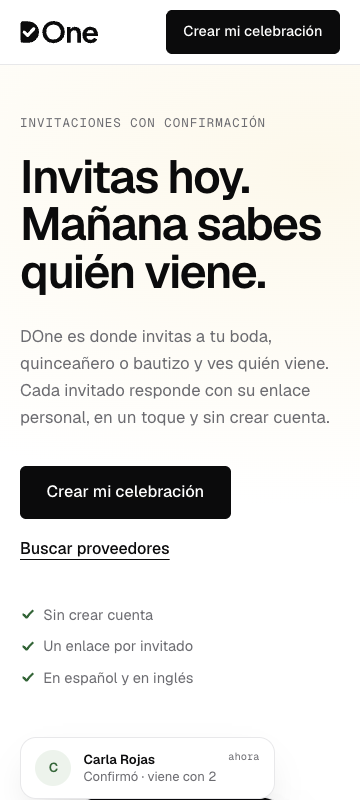 DOne
Crear mi celebración
INVITACIONES CON CONFIRMACIÓN
Invitas hoy.
Mañana sabes
quién viene.
DOne es donde invitas a tu boda,
quinceañero o bautizo y ves quién viene.
Cada invitado responde con su enlace
personal, en un toque y sin crear cuenta.
Crear mi celebración
Buscar proveedores
Sin crear cuenta
Un enlace por invitado
En español y en inglés
C
Carla Rojas
ahora
Confirmó · viene con 2